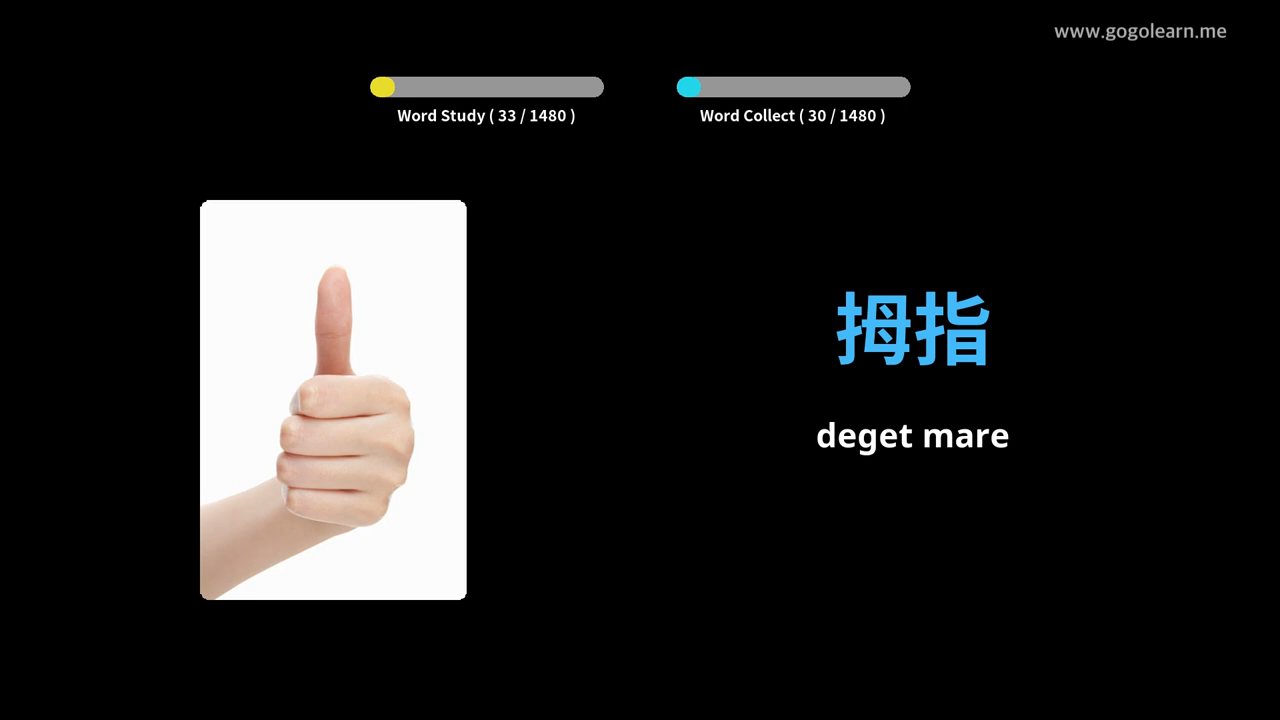 www.gogolearn.me
Word Study ( 33 / 1480 )
Word Collect ( 30 / 1480 )
拇指
deget mare